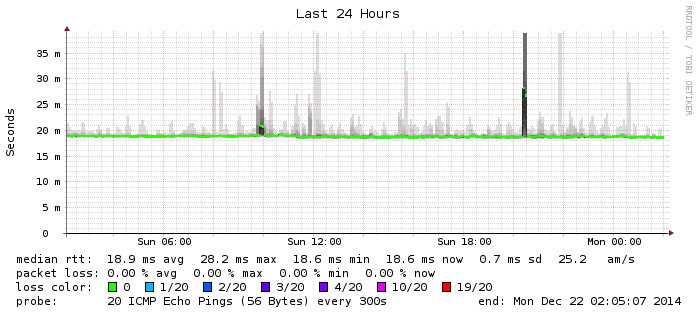 Last 24 Hours
RRDTOOL / TOBI OETIKER
Seconds
35 m
30 m
25 m
20 m
15 m
10 m
5 m
0
Sun 06:00 Sun 12:00 Sun 18:00 Mon 00:00
median rtt: 18.9 ms avg 28.2 ms max 18.6 ms min 18.6 ms now 0.7 ms sd 25.2 am/s
packet loss: 0.00 % avg 0.00 % max 0.00 % min 0.00 % now
loss color: 0 1/20 2/20 3/20 4/20 10/20 19/20
probe: 20 ICMP Echo Pings (56 Bytes) every 300s end: Mon Dec 22 02:05:07 2014